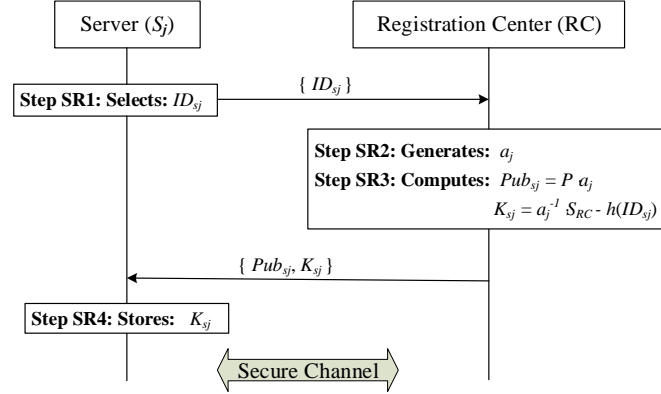 Server (Sj)
Registration Center (RC)
{ IDsj }
Step SR1: Selects: IDsj
Step SR2: Generates: aj
Step SR3: Computes: Pubsj = P aj
Ksj = aj-1 SRC - h(IDsj)
{ Pubsj, Ksj }
Step SR4: Stores: Ksj
Secure Channel